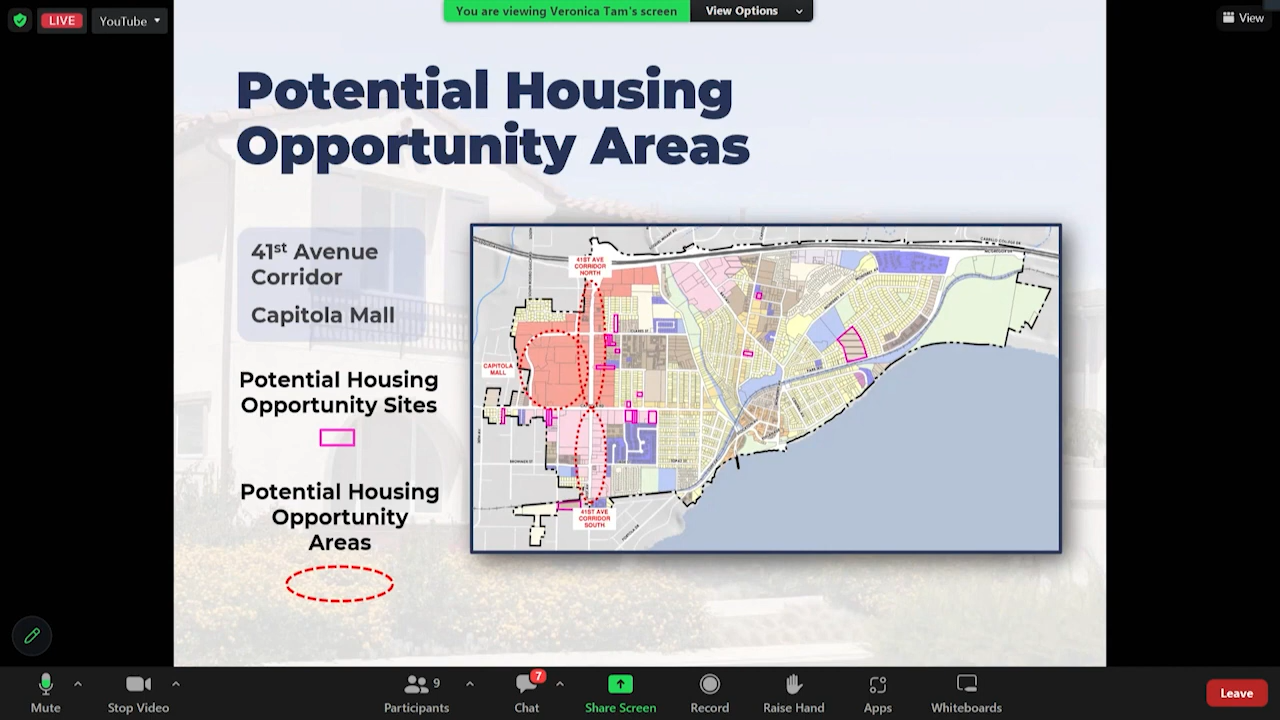 You are viewing Veronica Tam's screen
View Options
LIVE
YouTube
View
Potential Housing
Opportunity Areas
41st Avenue
Corridor
Capitola Mall
Potential Housing
Opportunity Sites
Potential Housing
Opportunity
Areas
41ST AVE
CORRIDOR
NORTH
CAPITOLA
MALL
41ST AVE
CORRIDOR
SOUTH
Mute
Stop Video
9
Participants
7
Chat
Share Screen
Record
Raise Hand
Apps
Whiteboards
Leave